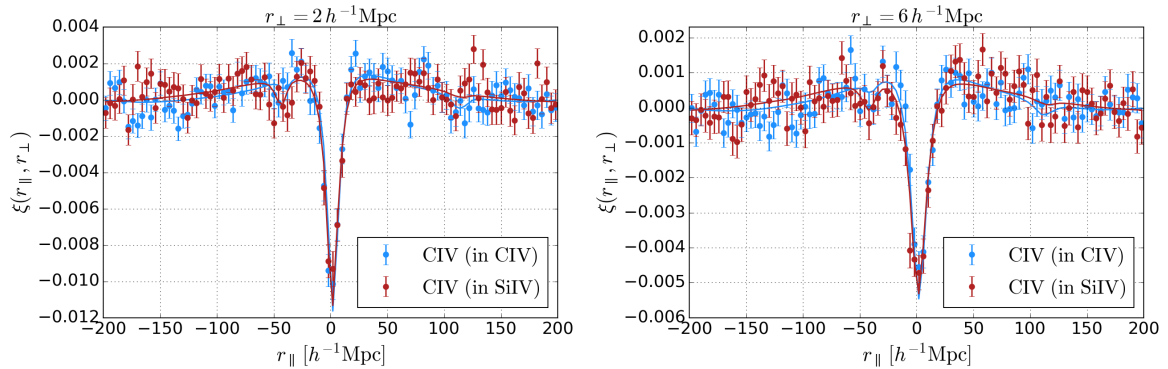 r⊥ = 2 h⁻¹Mpc
0.004
0.002
0.000
−0.002
−0.004
−0.006
−0.008
−0.010
−0.012
ξ(r∥, r⊥)
CIV (in CIV)
CIV (in SiIV)
−200 −150 −100 −50 0 50 100 150 200
r∥ [h⁻¹Mpc]
r⊥ = 6 h⁻¹Mpc
0.002
0.001
0.000
−0.001
−0.002
−0.003
−0.004
−0.005
−0.006
ξ(r∥, r⊥)
CIV (in CIV)
CIV (in SiIV)
−200 −150 −100 −50 0 50 100 150 200
r∥ [h⁻¹Mpc]